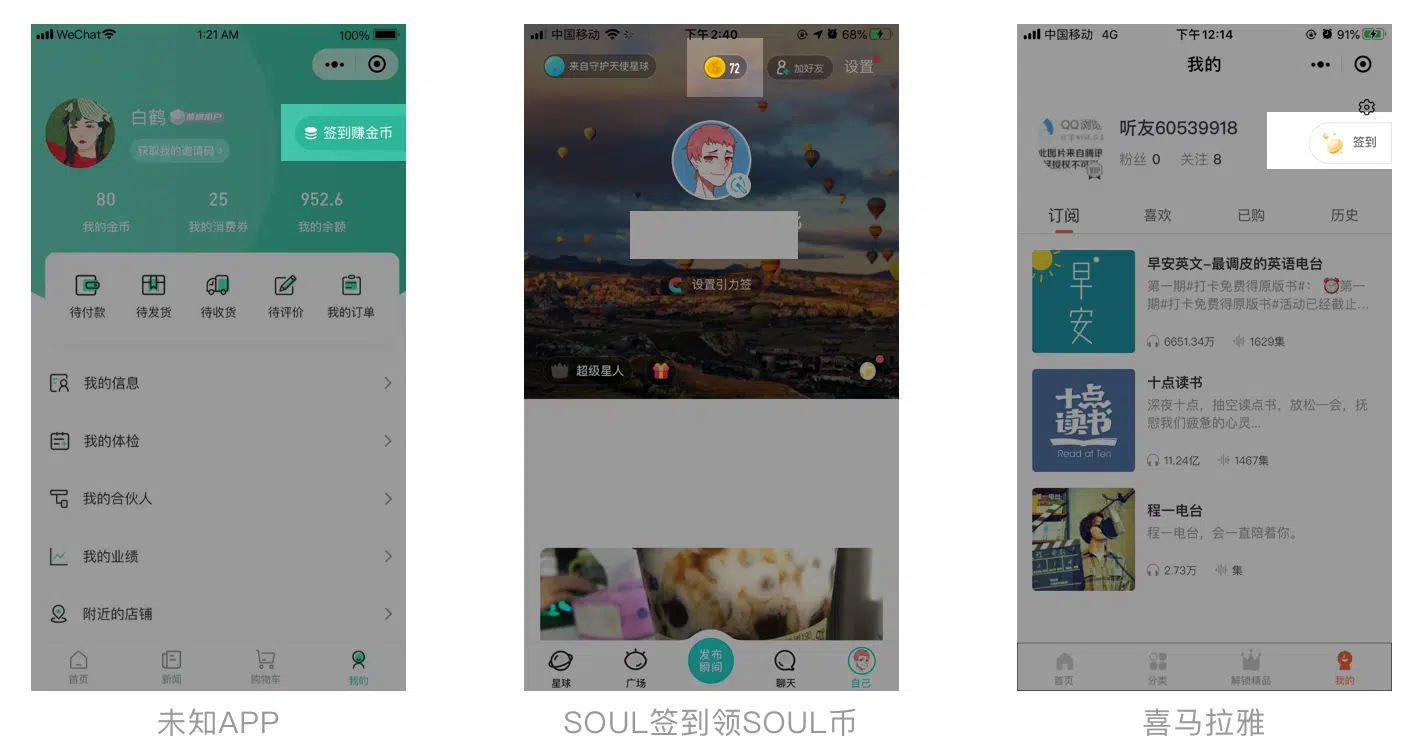 WeChat 1:21 AM 100%
白鹤
获取我的邀请码 >
签到赚金币
80 25 952.6
我的金币 我的消费券 我的余额
待付款 待发货 待收货 待评价 我的订单
我的信息
我的体检
我的合伙人
我的业绩
附近的店铺
首页 新闻 购物车 我的
未知APP
中国移动 下午2:40 68%
来自守护天使星球 72 加好友 设置
设置引力签
超级星人
发布
瞬间
星球 广场 聊天 自己
SOUL签到领SOUL币
中国移动 4G 下午12:14 91%
我的
QQ浏览
此图片来自腾讯
听友60539918
粉丝 0 关注 8
签到
订阅 喜欢 已购 历史
早安
早安英文-最调皮的英语电台
第一期#打卡免费得原版书#: ⏰第一
期#打卡免费得原版书#活动已经截止...
6651.34万 1629集
十点
读书
Read at Ten
十点读书
深夜十点，抽空读点书，放松一会，抚
慰我们疲惫的心灵...
11.24亿 1467集
程一电台
程一电台，会一直陪着你。
2.73万 集
首页 分类 解锁精品 我的
喜马拉雅